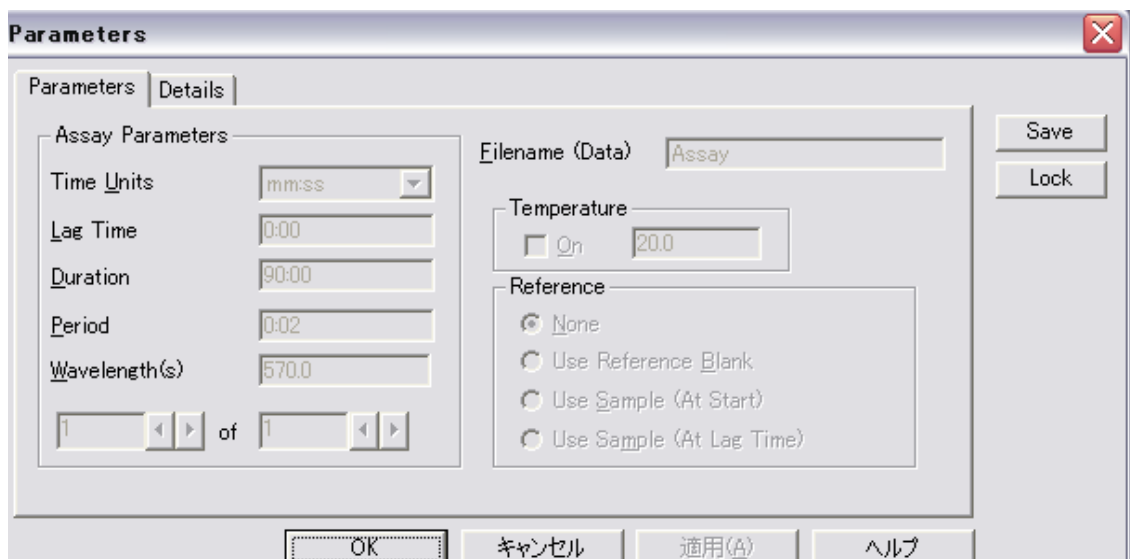 Parameters
Parameters Details
Assay Parameters
Time Units mm:ss
Lag Time 0:00
Duration 90:00
Period 0:02
Wavelength(s) 570.0
1 of 1
Filename (Data) Assay
Temperature
On 20.0
Reference
None
Use Reference Blank
Use Sample (At Start)
Use Sample (At Lag Time)
Save
Lock
OK キャンセル 適用(A) ヘルプ